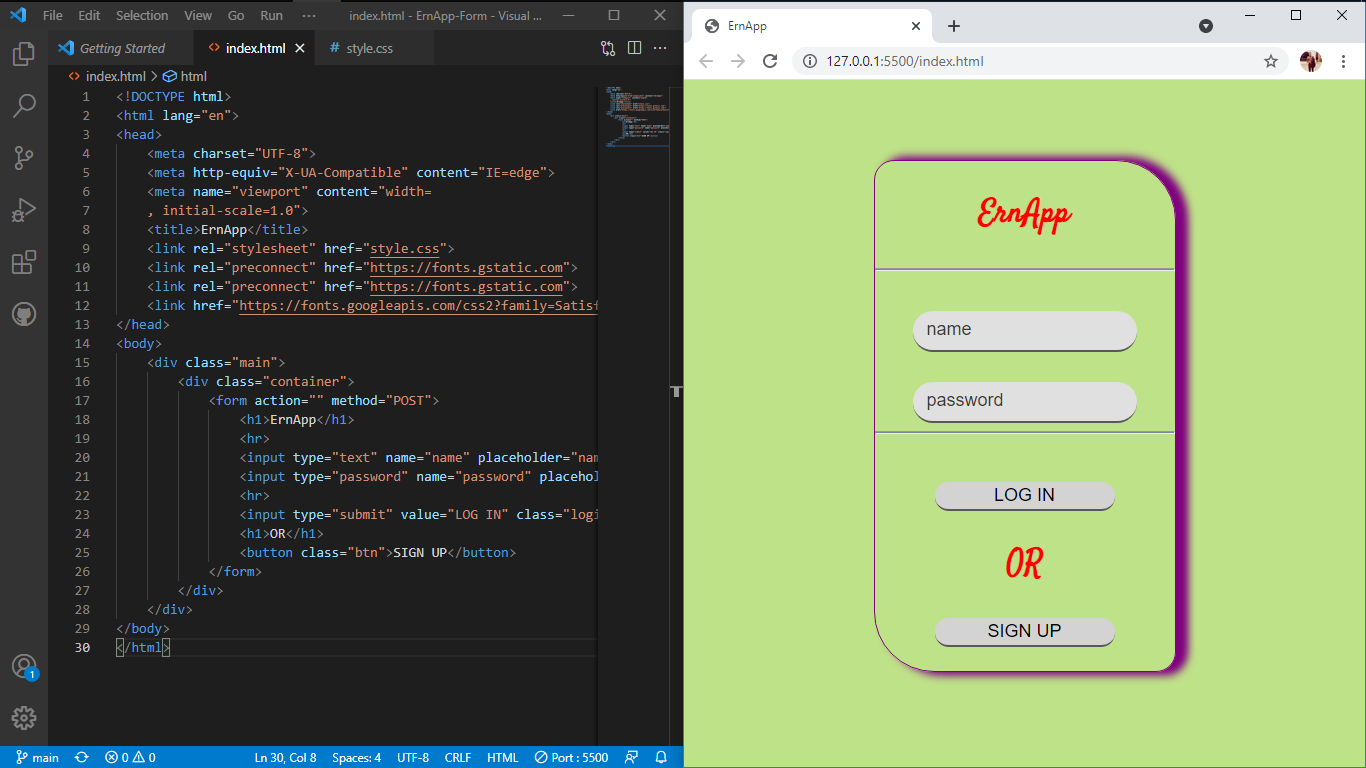 File Edit Selection View Go Run ··· index.html - ErnApp-Form - Visual ...
Getting Started index.html style.css
index.html > html
1 <!DOCTYPE html>
2 <html lang="en">
3 <head>
4 <meta charset="UTF-8">
5 <meta http-equiv="X-UA-Compatible" content="IE=edge">
6 <meta name="viewport" content="width=
7 , initial-scale=1.0">
8 <title>ErnApp</title>
9 <link rel="stylesheet" href="style.css">
10 <link rel="preconnect" href="https://fonts.gstatic.com">
11 <link rel="preconnect" href="https://fonts.gstatic.com">
12 <link href="https://fonts.googleapis.com/css2?family=Satisf
13 </head>
14 <body>
15 <div class="main">
16 <div class="container">
17 <form action="" method="POST">
18 <h1>ErnApp</h1>
19 <hr>
20 <input type="text" name="name" placeholder="nam
21 <input type="password" name="password" placehol
22 <hr>
23 <input type="submit" value="LOG IN" class="logi
24 <h1>OR</h1>
25 <button class="btn">SIGN UP</button>
26 </form>
27 </div>
28 </div>
29 </body>
30 </html>
1
main 0 0 Ln 30, Col 8 Spaces: 4 UTF-8 CRLF HTML Port : 5500
ErnApp
127.0.0.1:5500/index.html
ErnApp
name
password
LOG IN
OR
SIGN UP